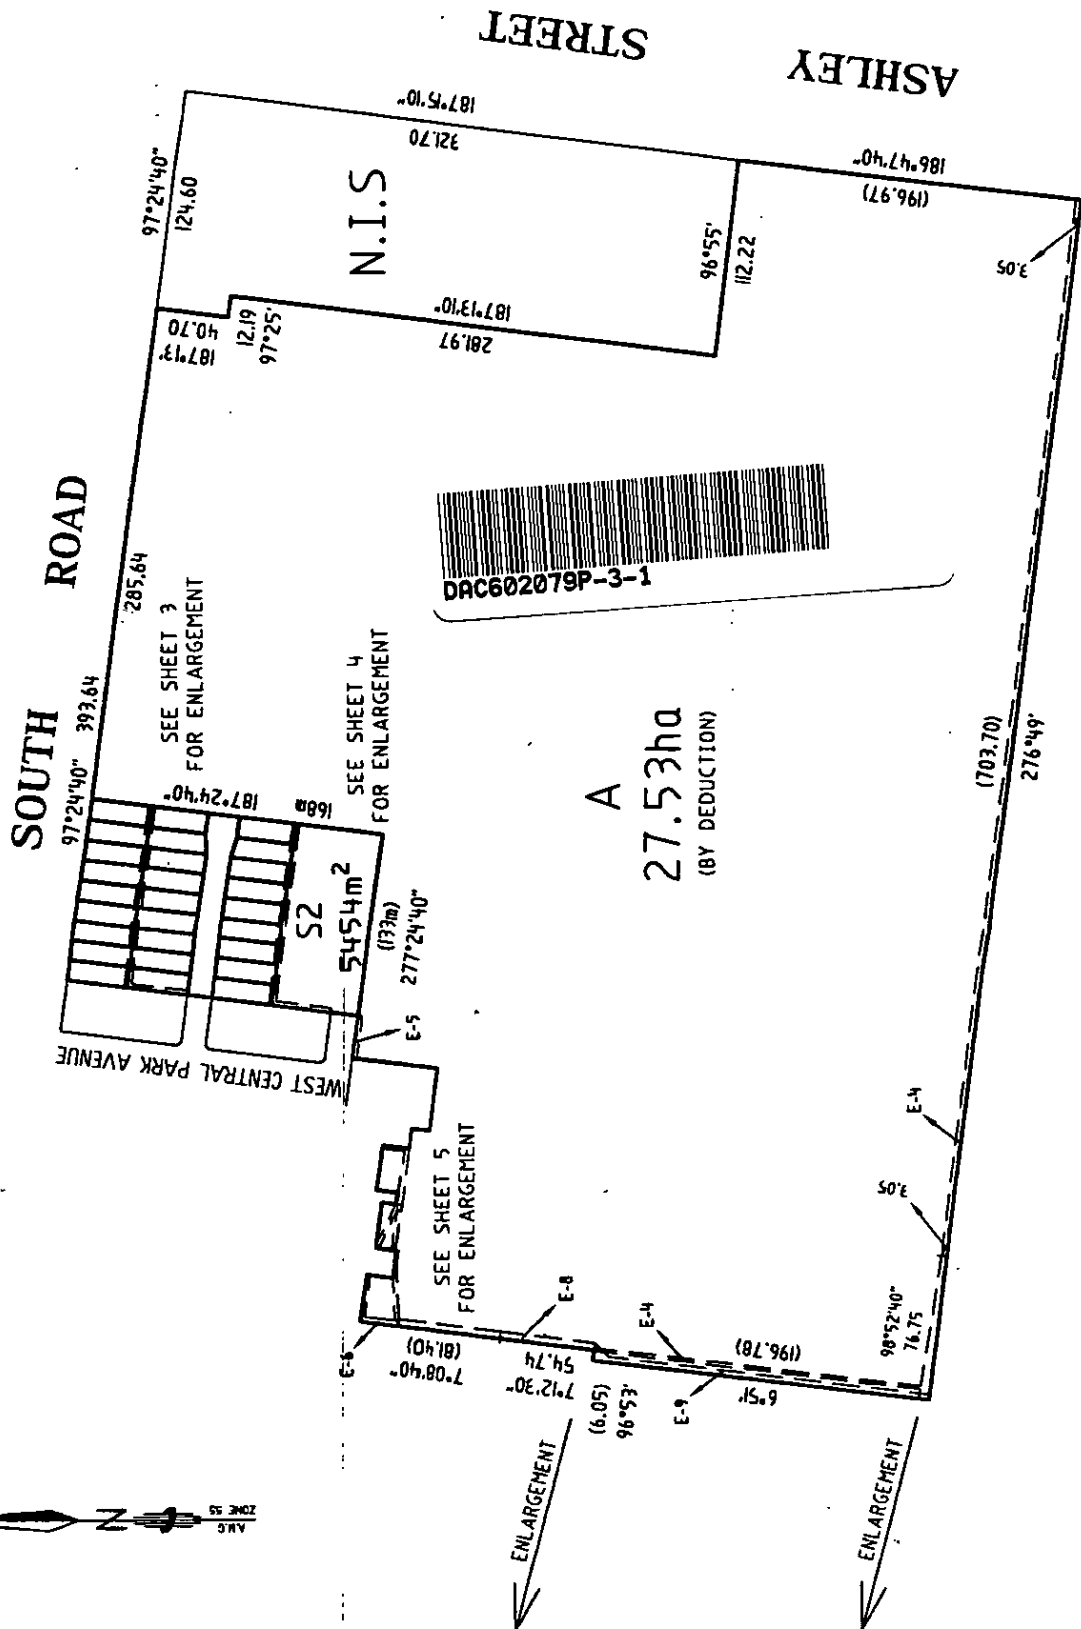 ASHLEY
STREET
SOUTH ROAD
97°24'40"
124.60
187°15'10"
321.70
N.I.S
187°13'
40.70
12.19
97°25'
187°13'10"
281.97
96°55'
112.22
186°47'40"
(196.97)
3.05
285.64
97°24'40" 393.64
SEE SHEET 3
FOR ENLARGEMENT
187°24'40"
168m
SEE SHEET 4
FOR ENLARGEMENT
DAC602079P-3-1
S2
5454m²
(133m)
277°24'40"
A
27.53ha
(BY DEDUCTION)
(703.70)
276°49'
WEST CENTRAL PARK AVENUE
E-5
SEE SHEET 5
FOR ENLARGEMENT
E-4
3.05
E-6
7°08'40"
(81.40)
E-8
7°12'30"
54.74
(6.05)
96°53'
E-4
(196.78)
E-9
6°51'
98°52'40"
76.75
ENLARGEMENT
ENLARGEMENT
N
A.M.G
ZONE 55